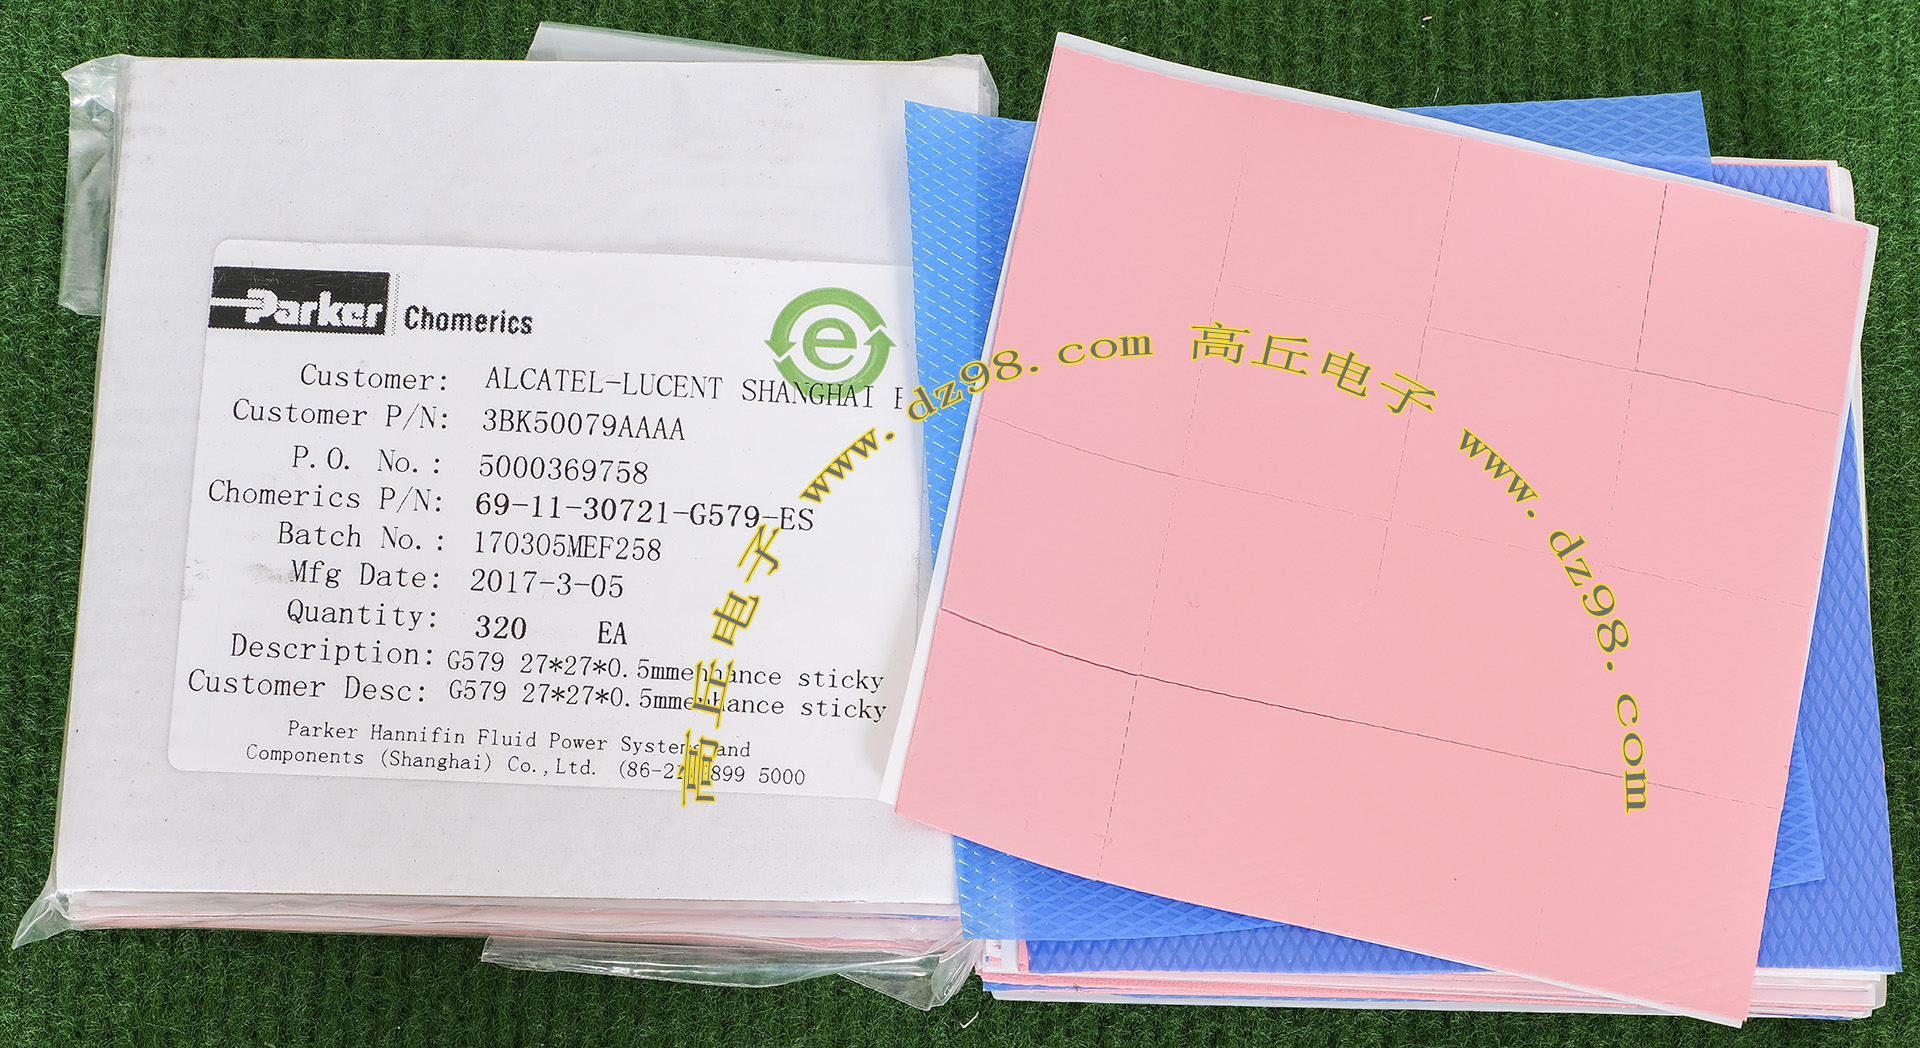 Parker Chomerics
e
Customer: ALCATEL-LUCENT SHANGHAI
Customer P/N: 3BK50079AAAA
P.O. No.: 5000369758
Chomerics P/N: 69-11-30721-G579-ES
Batch No.: 170305MEF258
Mfg Date: 2017-3-05
Quantity: 320 EA
Description: G579 27*27*0.5mmenhance sticky
Customer Desc: G579 27*27*0.5mmenhance sticky
Parker Hannifin Fluid Power Systems and
Components (Shanghai) Co.,Ltd. (86-21 899 5000
高丘电子 www.dz98.com 高丘电子 www.dz98.com